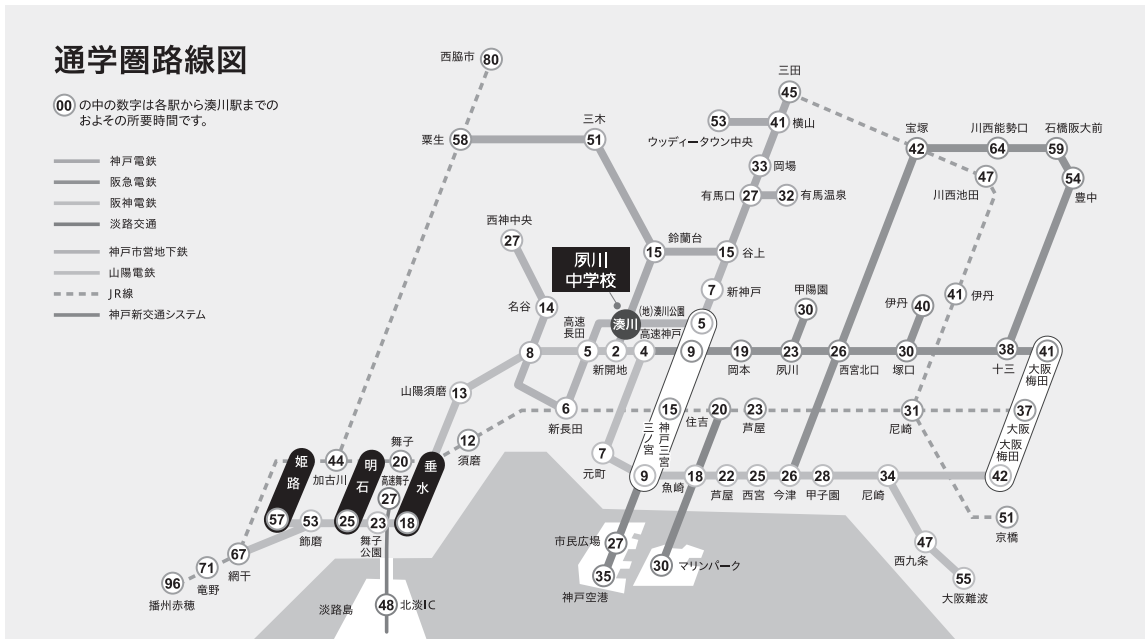 通学圏路線図
00 の中の数字は各駅から湊川駅までの
おおよその所要時間です。
神戸電鉄
阪急電鉄
阪神電鉄
淡路交通
神戸市営地下鉄
山陽電鉄
JR線
神戸新交通システム
西脇市
80
粟生
58
三木
51
三田
45
53
ウッディータウン中央
41
横山
33
岡場
有馬口
27
32
有馬温泉
宝塚
42
川西能勢口
64
石橋阪大前
59
54
豊中
47
川西池田
西神中央
27
鈴蘭台
15
15
谷上
夙川
中学校
7
新神戸
名谷
14
高速
長田
湊川
(地)湊川公園
高速神戸
5
甲陽園
30
伊丹
40
41
伊丹
8
5
2
新開地
4
9
19
岡本
23
夙川
26
西宮北口
30
塚口
38
十三
41
大阪
梅田
山陽須磨
13
6
新長田
15
三ノ宮
神戸三宮
住吉
20
23
芦屋
31
尼崎
37
大阪
大阪
梅田
12
須磨
7
元町
9
魚崎
18
22
芦屋
25
西宮
26
今津
28
甲子園
34
尼崎
42
姫路
57
44
加古川
明石
25
舞子
20
高速舞子
27
垂水
18
53
飾磨
23
舞子
公園
67
網干
71
竜野
96
播州赤穂
淡路島
48
北淡IC
市民広場
27
35
神戸空港
30
マリンパーク
51
京橋
47
西九条
55
大阪難波